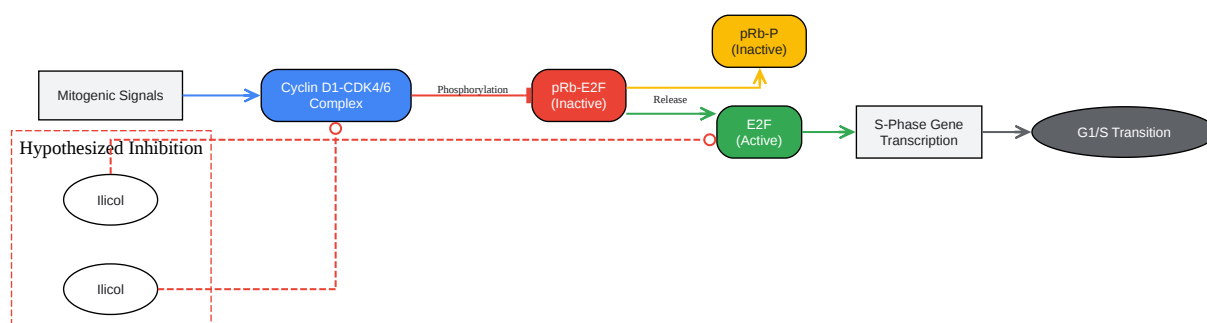 pRb-P
(Inactive)
Mitogenic Signals
Cyclin D1-CDK4/6
Complex
Phosphorylation
pRb-E2F
(Inactive)
Release
E2F
(Active)
S-Phase Gene
Transcription
G1/S Transition
Hypothesized Inhibition
Ilicol
Ilicol